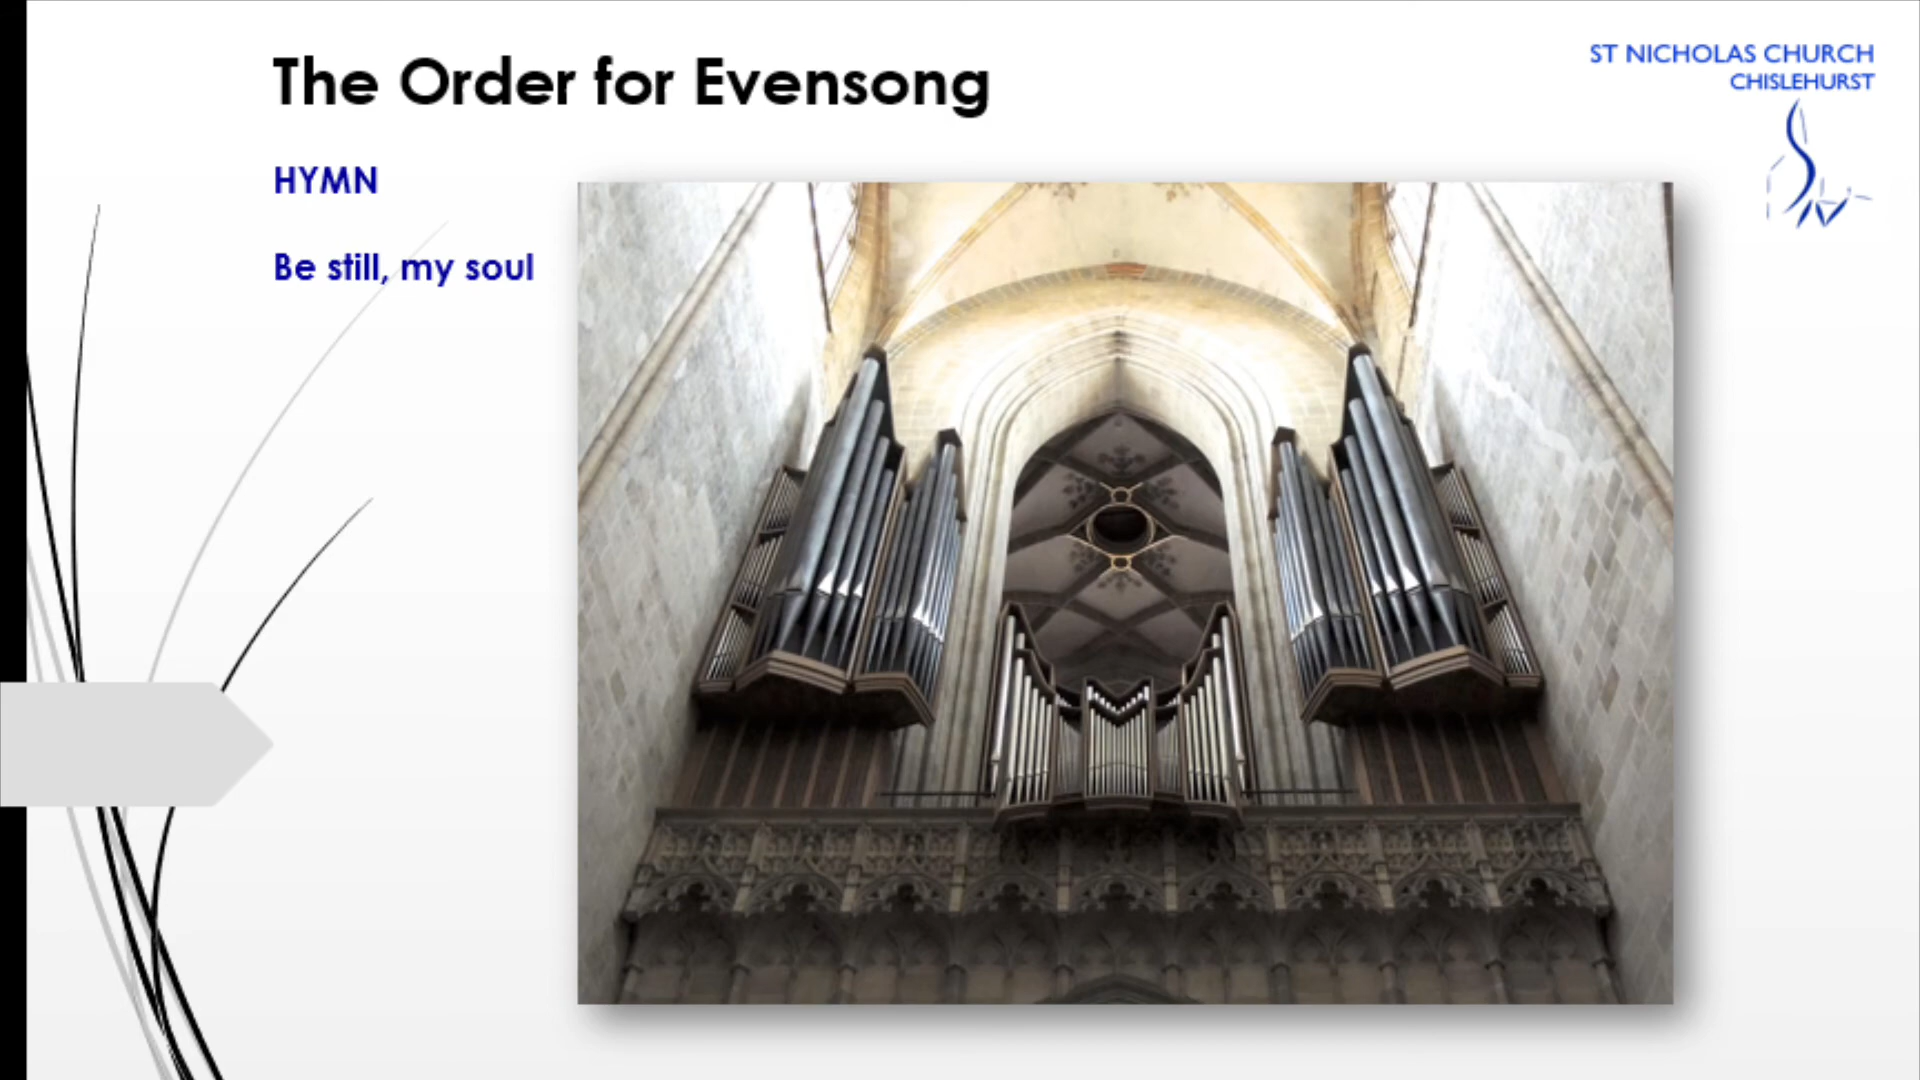 The Order for Evensong
ST NICHOLAS CHURCH
CHISLEHURST
HYMN
Be still, my soul